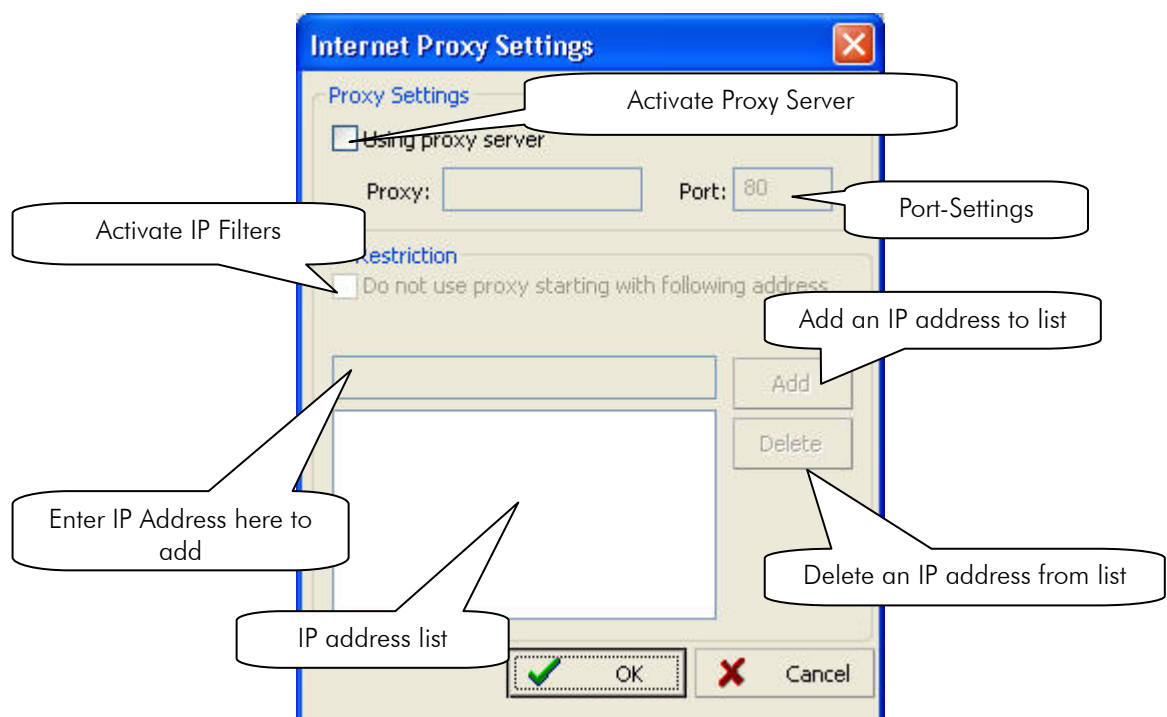 Internet Proxy Settings
Proxy Settings
Activate Proxy Server
Using proxy server
Proxy:
Port: 80
Port-Settings
Activate IP Filters
Restriction
Do not use proxy starting with following address
Add an IP address to list
Add
Delete
Enter IP Address here to
add
Delete an IP address from list
IP address list
OK
Cancel